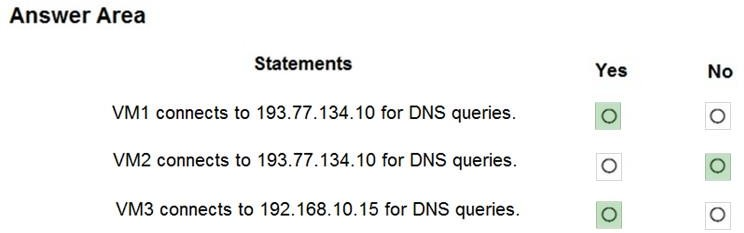 Answer Area
Statements Yes No
VM1 connects to 193.77.134.10 for DNS queries.
VM2 connects to 193.77.134.10 for DNS queries.
VM3 connects to 192.168.10.15 for DNS queries.